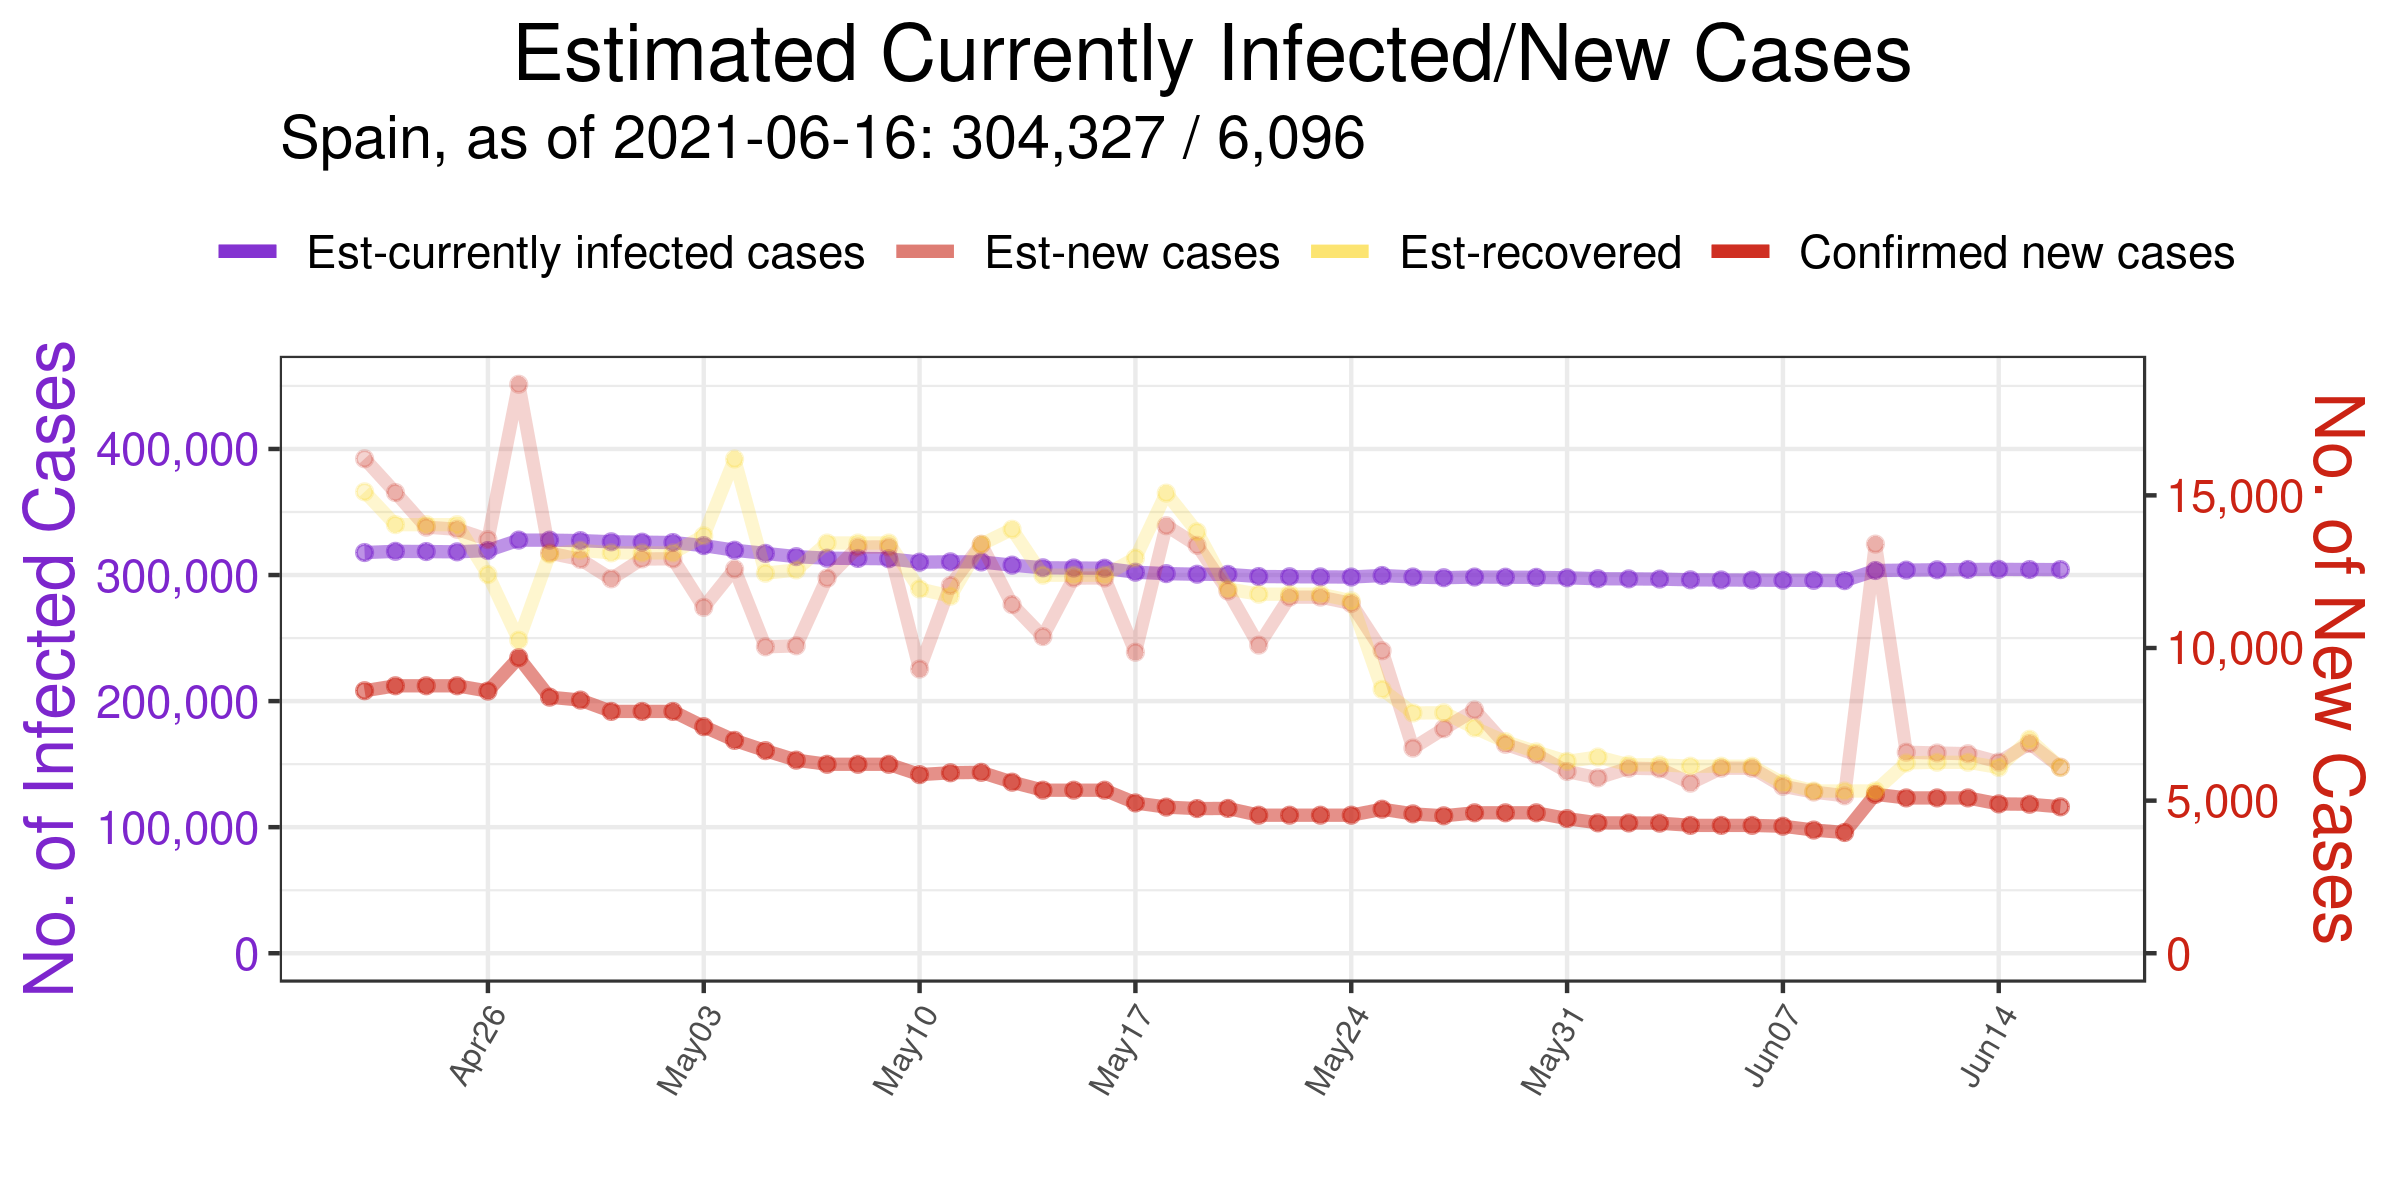 Estimated Currently Infected/New Cases
Spain, as of 2021-06-16: 304,327 / 6,096
Est-currently infected cases Est-new cases Est-recovered Confirmed new cases
No. of Infected Cases
400,000
300,000
200,000
100,000
0
15,000
10,000
5,000
0
No. of New Cases
Apr26 May03 May10 May17 May24 May31 Jun07 Jun14